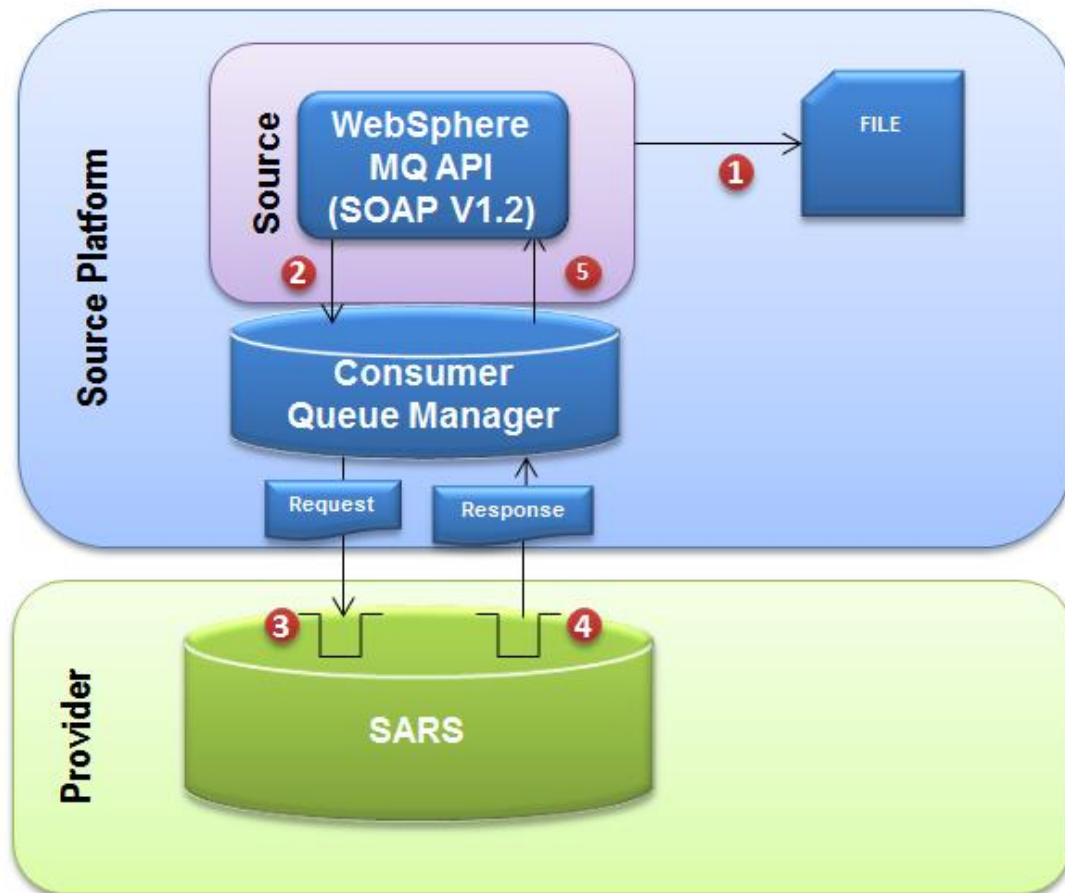 Source Platform
Source
WebSphere
MQ API
(SOAP V1.2)
FILE
1
2
5
Consumer
Queue Manager
Request
Response
Provider
3
4
SARS